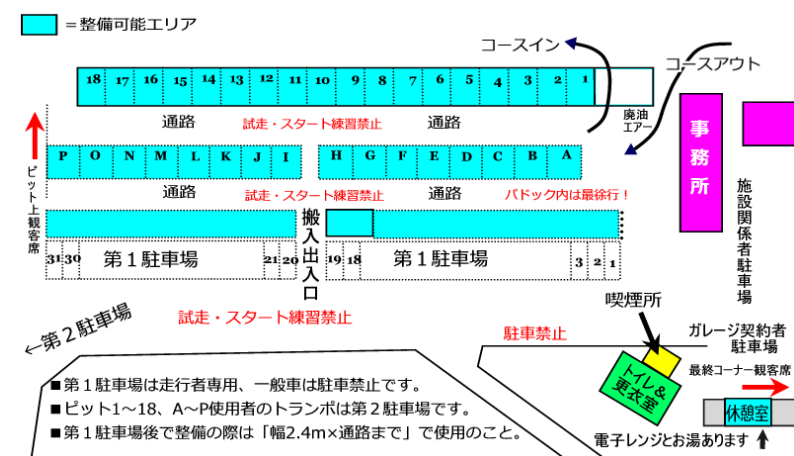 ＝整備可能エリア
コースイン
コースアウト
18 17 16 15 14 13 12 11 10 9 8 7 6 5 4 3 2 1
廃油
エアー
通路
試走・スタート練習禁止
通路
事務所
P O N M L K J I H G F E D C B A
ピット上観客席
通路
試走・スタート練習禁止
通路
パドック内は最徐行！
施設関係者駐車場
搬入出入口
31 30 第１駐車場 21 20
19 18 第１駐車場 3 2 1
喫煙所
←第２駐車場
試走・スタート練習禁止
駐車禁止
ガレージ契約者
駐車場
トイレ&
更衣室
最終コーナー観客席
休憩室
電子レンジとお湯あります
■第１駐車場は走行者専用、一般車は駐車禁止です。
■ピット1～18、A～P使用者のトランポは第２駐車場です。
■第１駐車場後で整備の際は「幅2.4m×通路まで」で使用のこと。